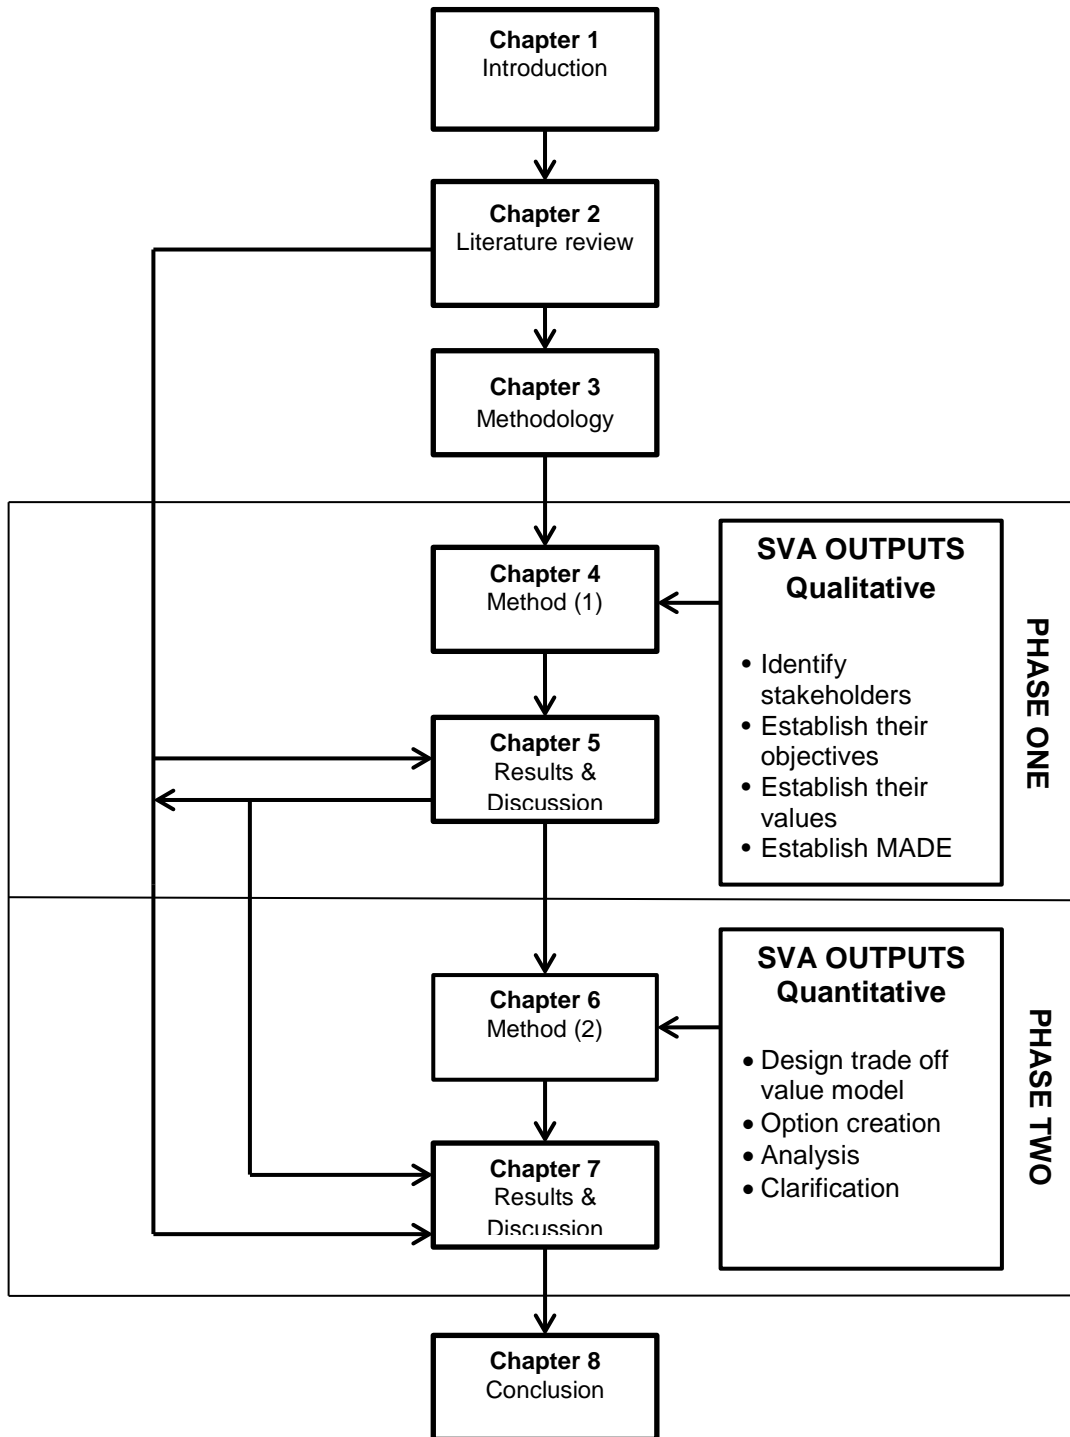 Chapter 1
Introduction
Chapter 2
Literature review
Chapter 3
Methodology
Chapter 4
Method (1)
SVA OUTPUTS
Qualitative
• Identify
stakeholders
• Establish their
objectives
• Establish their
values
• Establish MADE
PHASE ONE
Chapter 5
Results &
Discussion
Chapter 6
Method (2)
SVA OUTPUTS
Quantitative
• Design trade off
value model
• Option creation
• Analysis
• Clarification
PHASE TWO
Chapter 7
Results &
Discussion
Chapter 8
Conclusion